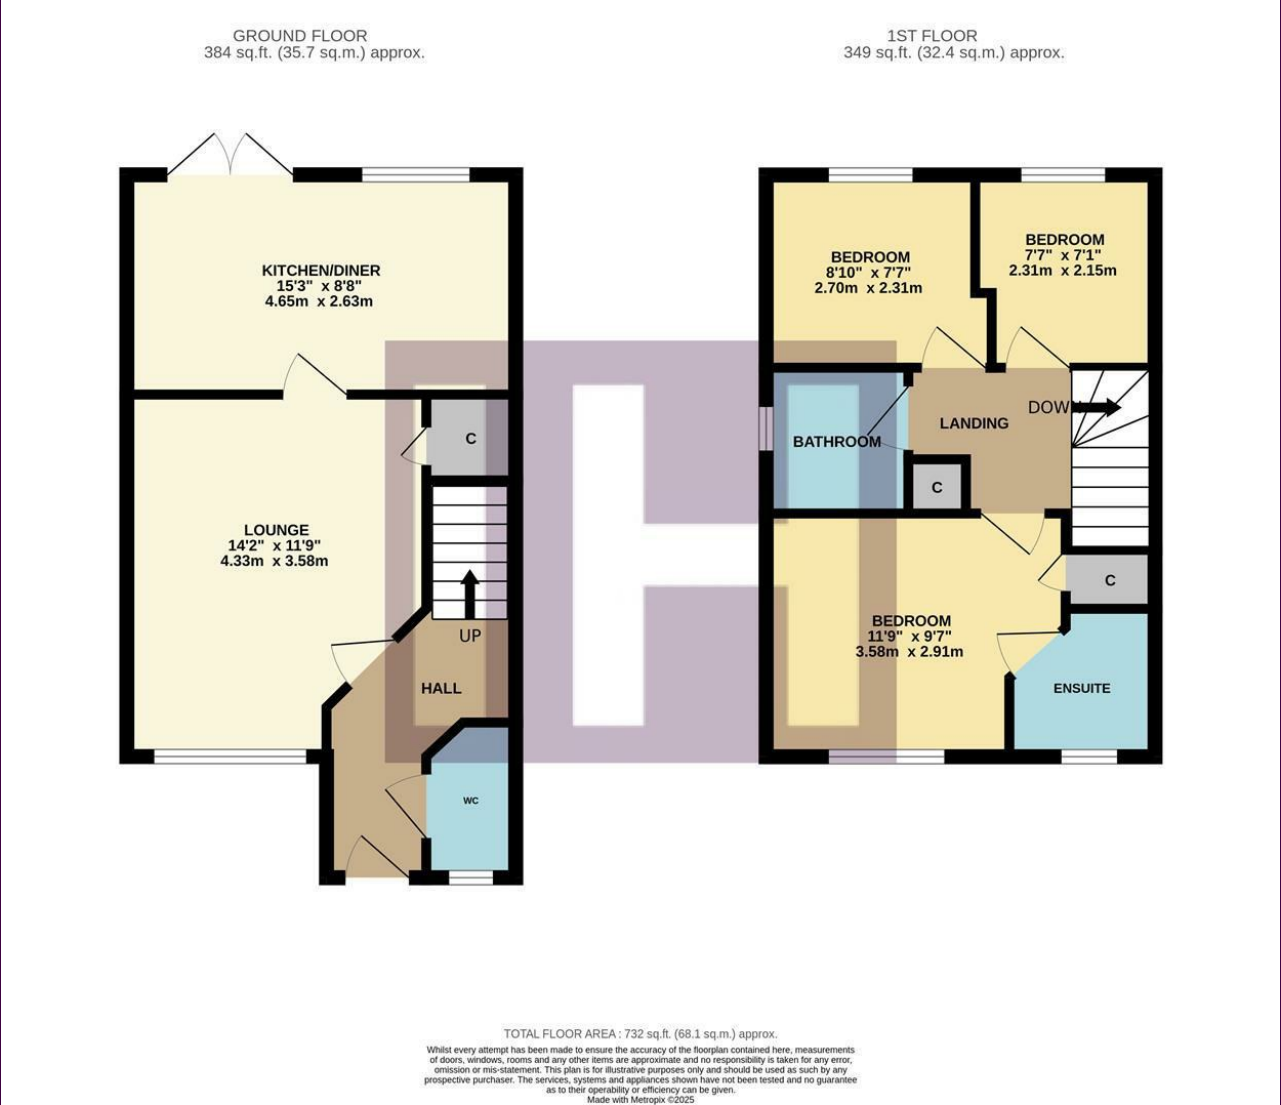 GROUND FLOOR
384 sq.ft. (35.7 sq.m.) approx.
KITCHEN/DINER
15'3" x 8'8"
4.65m x 2.63m
C
LOUNGE
14'2" x 11'9"
4.33m x 3.58m
UP
HALL
WC
1ST FLOOR
349 sq.ft. (32.4 sq.m.) approx.
BEDROOM
8'10" x 7'7"
2.70m x 2.31m
BEDROOM
7'7" x 7'1"
2.31m x 2.15m
DOWN
LANDING
BATHROOM
C
C
BEDROOM
11'9" x 9'7"
3.58m x 2.91m
ENSUITE
TOTAL FLOOR AREA : 732 sq.ft. (68.1 sq.m.) approx.
Whilst every attempt has been made to ensure the accuracy of the floorplan contained here, measurements
of doors, windows, rooms and any other items are approximate and no responsibility is taken for any error,
omission or mis-statement. This plan is for illustrative purposes only and should be used as such by any
prospective purchaser. The services, systems and appliances shown have not been tested and no guarantee
as to their operability or efficiency can be given.
Made with Metropix ©2025